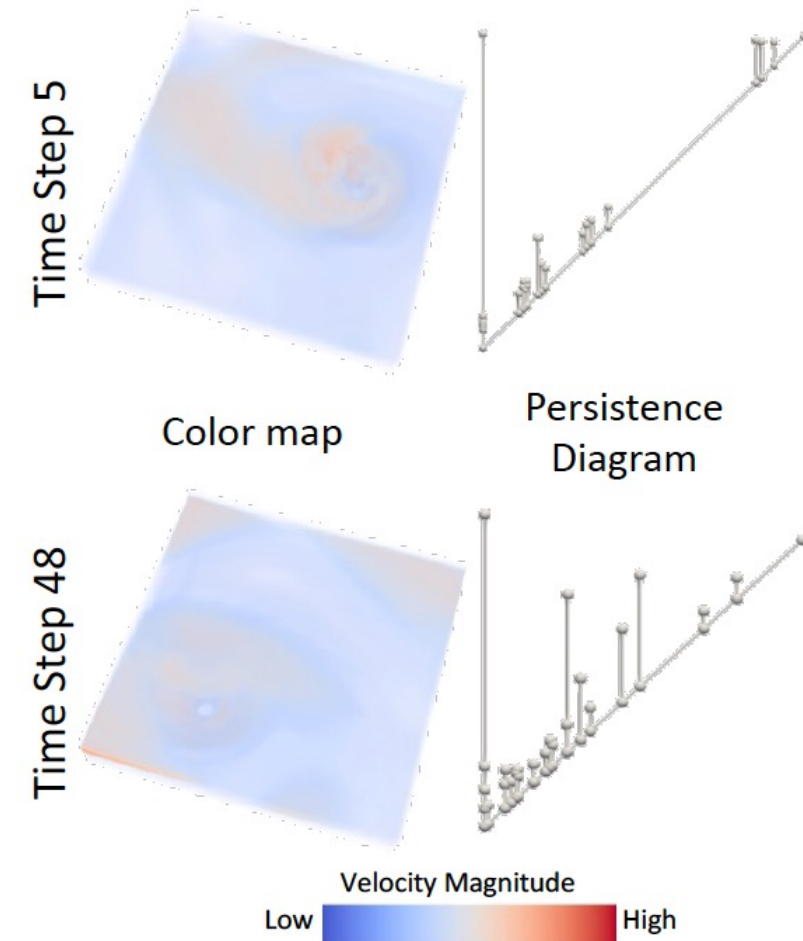 Time Step 5
Color map
Persistence
Diagram
Time Step 48
Velocity Magnitude
Low
High